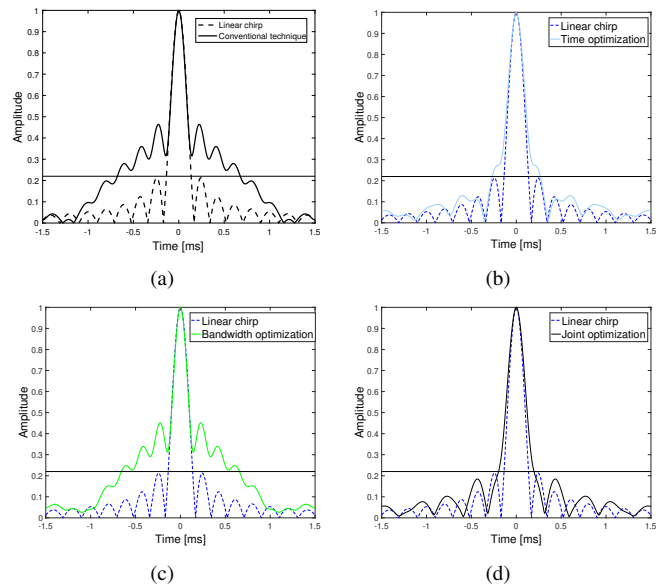 1
0.9
0.8
0.7
0.6
0.5
0.4
0.3
0.2
0.1
0
Amplitude
Linear chirp
Conventional technique
-1.5 -1 -0.5 0 0.5 1 1.5
Time [ms]
(a)
1
0.9
0.8
0.7
0.6
0.5
0.4
0.3
0.2
0.1
0
Amplitude
Linear chirp
Time optimization
-1.5 -1 -0.5 0 0.5 1 1.5
Time [ms]
(b)
1
0.9
0.8
0.7
0.6
0.5
0.4
0.3
0.2
0.1
0
Amplitude
Linear chirp
Bandwidth optimization
-1.5 -1 -0.5 0 0.5 1 1.5
Time [ms]
(c)
1
0.9
0.8
0.7
0.6
0.5
0.4
0.3
0.2
0.1
0
Amplitude
Linear chirp
Joint optimization
-1.5 -1 -0.5 0 0.5 1 1.5
Time [ms]
(d)